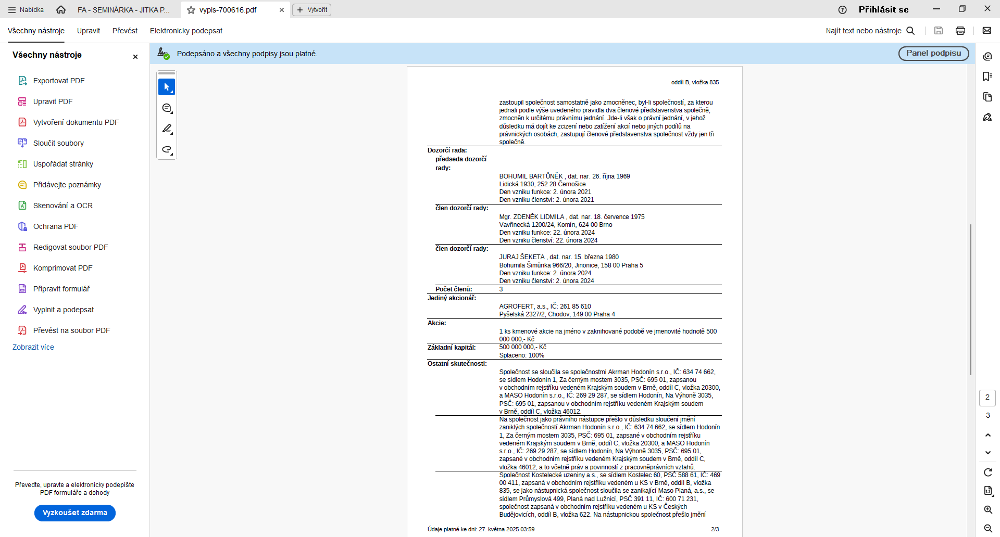 Nabídka
FA - SEMINÁRKA - JITKA P...
vypis-700616.pdf
Vytvořit
Přihlásit se
Všechny nástroje
Upravit
Převést
Elektronicky podepsat
Najít text nebo nástroje
Všechny nástroje
Podepsáno a všechny podpisy jsou platné.
Panel podpisu
Exportovat PDF
Upravit PDF
Vytvoření dokumentu PDF
Sloučit soubory
Uspořádat stránky
Přidávejte poznámky
Skenování a OCR
Ochrana PDF
Redigovat soubor PDF
Komprimovat PDF
Připravit formulář
Vyplnit a podepsat
Převést na soubor PDF
Zobrazit více
Převeďte, upravte a elektronicky podepište
PDF formuláře a dohody
Vyzkoušet zdarma
oddíl B, vložka 835
zastoupil společnost samostatně jako zmocněnec, byl-li společností, za kterou
jednali podle výše uvedeného pravidla dva členové představenstva společně,
zmocněn k určitému právnímu jednání. Jde-li však o právní jednání, v jehož
důsledku má dojít ke zcizení nebo zatížení akcií nebo jiných podílů na
právnických osobách, zastupují členové představenstva společnost vždy jen tři
společně.
Dozorčí rada:
předseda dozorčí
rady:
BOHUMIL BARTŮNĚK , dat. nar. 26. října 1969
Lidická 1930, 252 28 Černošice
Den vzniku funkce: 2. února 2021
Den vzniku členství: 2. února 2021
člen dozorčí rady:
Mgr. ZDENĚK LIDMILA , dat. nar. 18. července 1975
Vavřinecká 1200/24, Komín, 624 00 Brno
Den vzniku funkce: 22. února 2024
Den vzniku členství: 22. února 2024
člen dozorčí rady:
JURAJ ŠEKETA , dat. nar. 15. března 1980
Bohumila Šimůnka 966/20, Jinonice, 158 00 Praha 5
Den vzniku funkce: 2. února 2024
Den vzniku členství: 2. února 2024
Počet členů: 3
Jediný akcionář:
AGROFERT, a.s., IČ: 261 85 610
Pyšelská 2327/2, Chodov, 149 00 Praha 4
Akcie:
1 ks kmenové akcie na jméno v zaknihované podobě ve jmenovité hodnotě 500
000 000,- Kč
Základní kapitál: 500 000 000,- Kč
Splaceno: 100%
Ostatní skutečnosti:
Společnost se sloučila se společnostmi Akrman Hodonín s.r.o., IČ: 634 74 662,
se sídlem Hodonín 1, Za černým mostem 3035, PSČ: 695 01, zapsanou
v obchodním rejstříku vedeném Krajským soudem v Brně, oddíl C, vložka 20300,
a MASO Hodonín s.r.o., IČ: 269 29 287, se sídlem Hodonín, Na Výhoně 3035,
PSČ: 695 01, zapsanou v obchodním rejstříku vedeném Krajským soudem
v Brně, oddíl C, vložka 46012.
Na společnost jako právního nástupce přešlo v důsledku sloučení jmění
zaniklých společností Akrman Hodonín s.r.o., IČ: 634 74 662, se sídlem Hodonín
1, Za černým mostem 3035, PSČ: 695 01, zapsané v obchodním rejstříku
vedeném Krajským soudem v Brně, oddíl C, vložka 20300, a MASO Hodonín
s.r.o., IČ: 269 29 287, se sídlem Hodonín, Na Výhoně 3035, PSČ: 695 01,
zapsané v obchodním rejstříku vedeném Krajským soudem v Brně, oddíl C,
vložka 46012, a to včetně práv a povinností z pracovněprávních vztahů.
Společnost Kostelecké uzeniny a.s., se sídlem Kostelec 60, PSČ 588 61, IČ: 469
00 411, zapsaná v obchodním rejstříku vedeném u KS v Brně, oddíl B, vložka
835, se jako nástupnická společnost sloučila se zanikající Maso Planá, a.s., se
sídlem Průmyslová 499, Planá nad Lužnicí, PSČ 391 11, IČ: 600 71 231,
společnost zapsaná v obchodním rejstříku vedeném u KS v Českých
Budějovicích, oddíl B, vložka 622. Na nástupnickou společnost přešlo jmění
Údaje platné ke dni: 27. května 2025 03:59
2/3
2
3